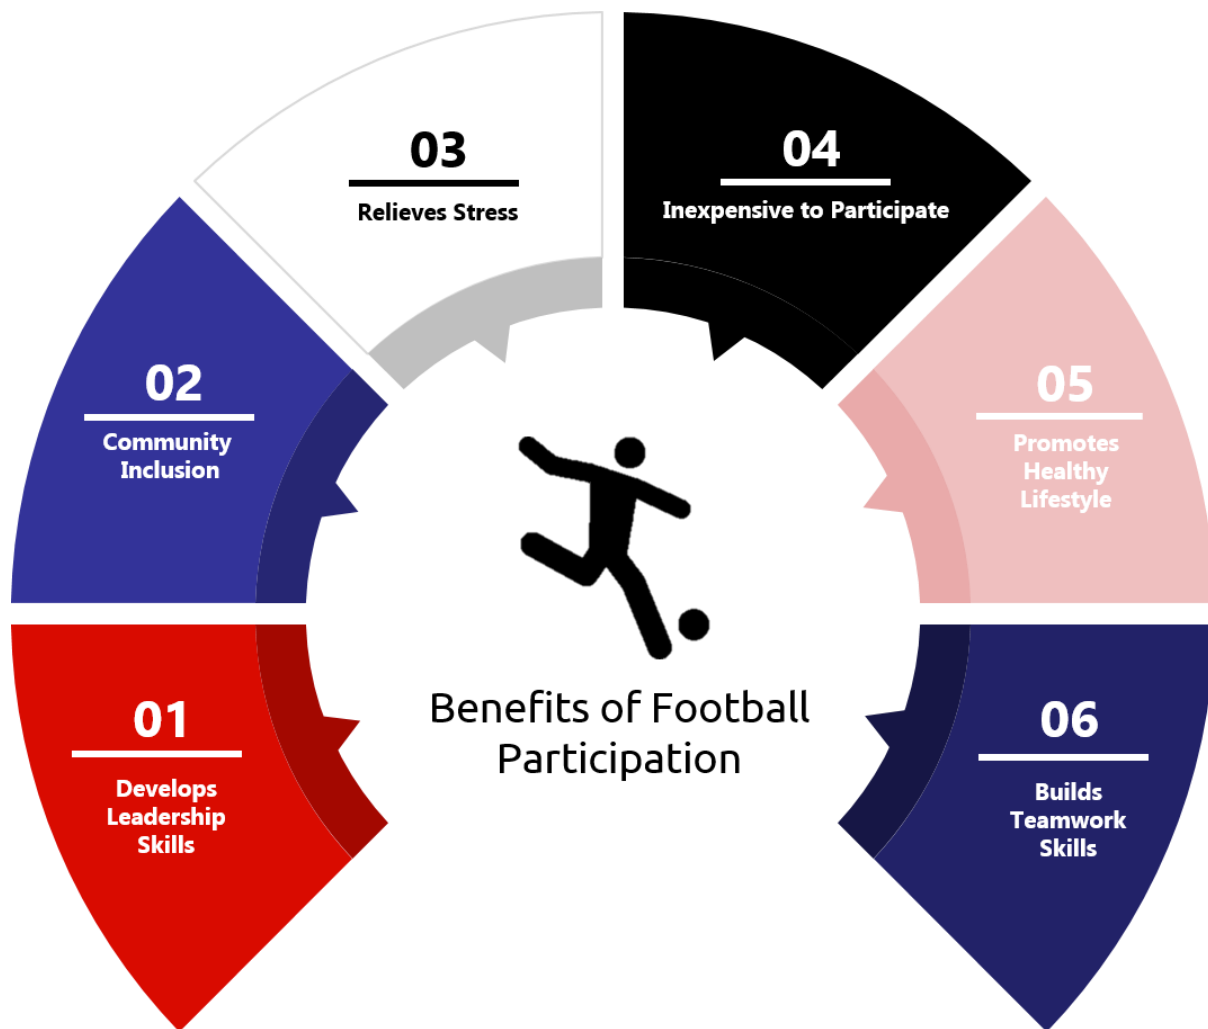 01
Develops
Leadership
Skills
02
Community
Inclusion
03
Relieves Stress
04
Inexpensive to Participate
05
Promotes
Healthy
Lifestyle
06
Builds
Teamwork
Skills
Benefits of Football
Participation